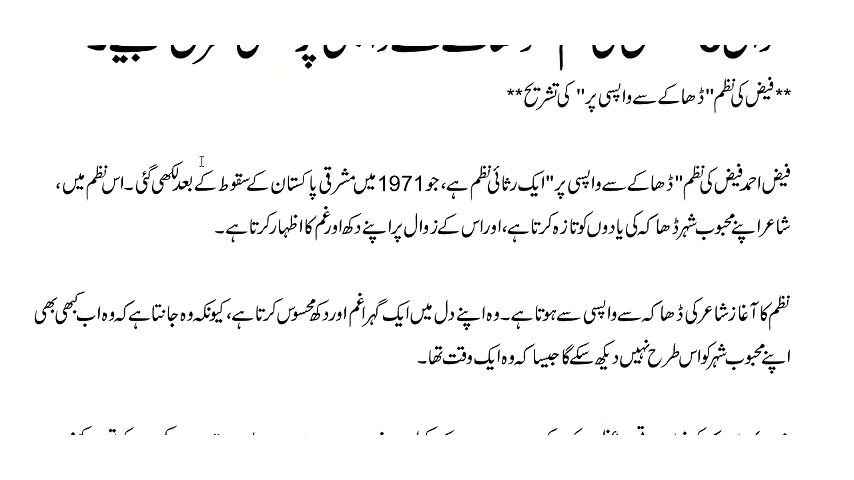 **فیض کی نظم "ڈھاکے سے واپسی پر" کی تشریح**
فیض احمد فیض کی نظم "ڈھاکے سے واپسی پر" ایک رثائی نظم ہے، جو 1971 میں مشرقی پاکستان کے سقوط کے بعد لکھی گئی۔ اس نظم میں،
شاعر اپنے محبوب شہر ڈھاکہ کی یادوں کو تازہ کرتا ہے، اور اس کے زوال پر اپنے دکھ اور غم کا اظہار کرتا ہے۔
نظم کا آغاز شاعر کی ڈھاکہ سے واپسی سے ہوتا ہے۔ وہ اپنے دل میں ایک گہرا غم اور دکھ محسوس کرتا ہے، کیونکہ وہ جانتا ہے کہ وہ اب کبھی بھی
اپنے محبوب شہر کو اس طرح نہیں دیکھ سکے گا جیسا کہ وہ ایک وقت تھا۔